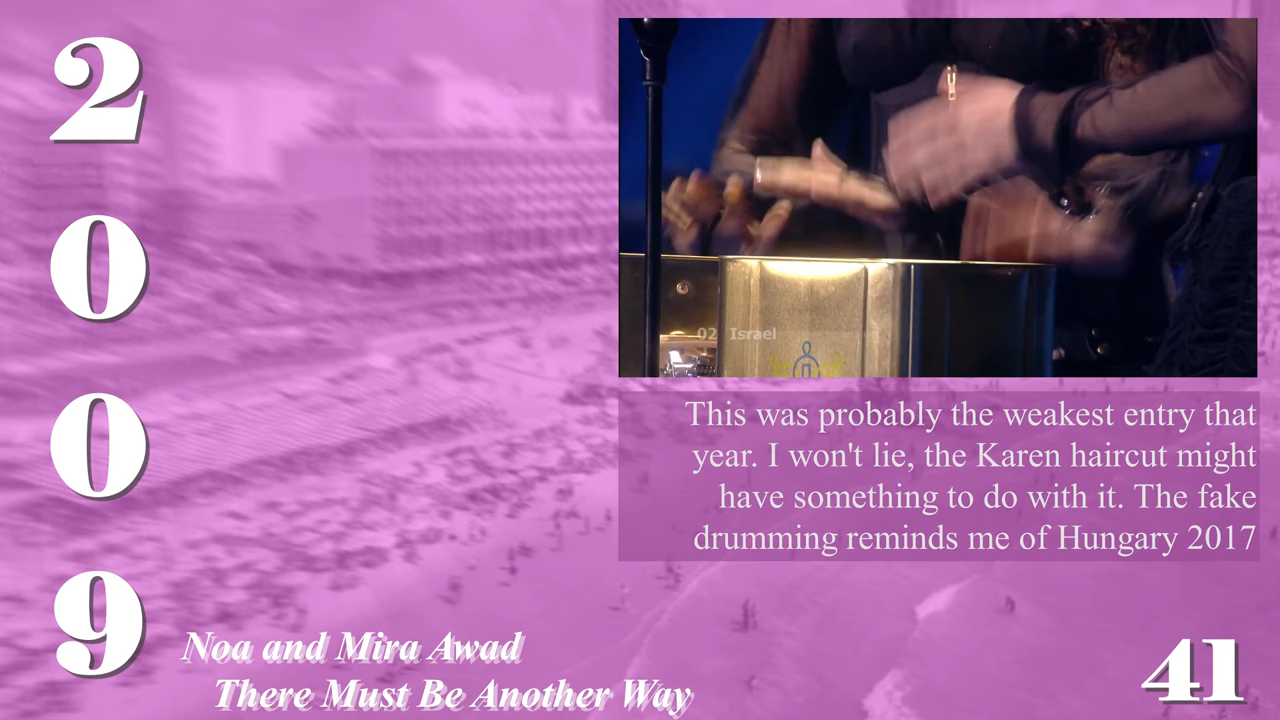 2
0
0
9
02 Israel
This was probably the weakest entry that
year. I won't lie, the Karen haircut might
have something to do with it. The fake
drumming reminds me of Hungary 2017
Noa and Mira Awad
There Must Be Another Way
41